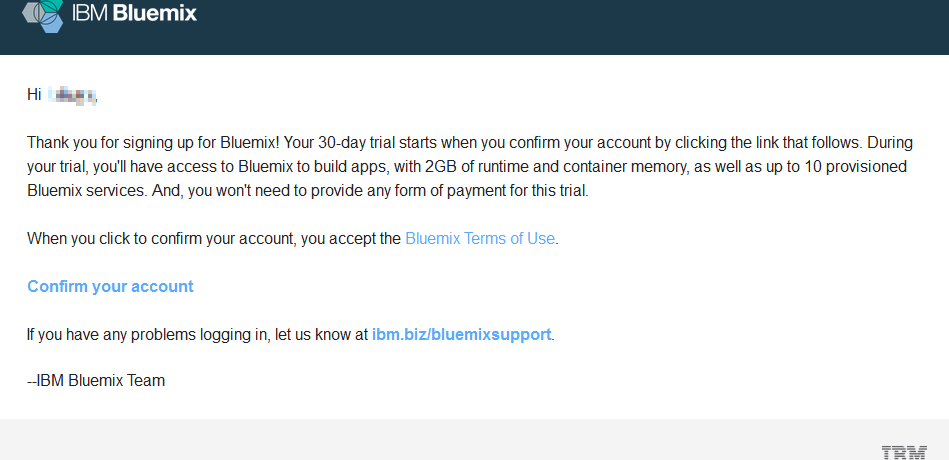 IBM Bluemix
Hi
Thank you for signing up for Bluemix! Your 30-day trial starts when you confirm your account by clicking the link that follows. During
your trial, you'll have access to Bluemix to build apps, with 2GB of runtime and container memory, as well as up to 10 provisioned
Bluemix services. And, you won't need to provide any form of payment for this trial.
When you click to confirm your account, you accept the Bluemix Terms of Use.
Confirm your account
If you have any problems logging in, let us know at ibm.biz/bluemixsupport.
--IBM Bluemix Team
IBM